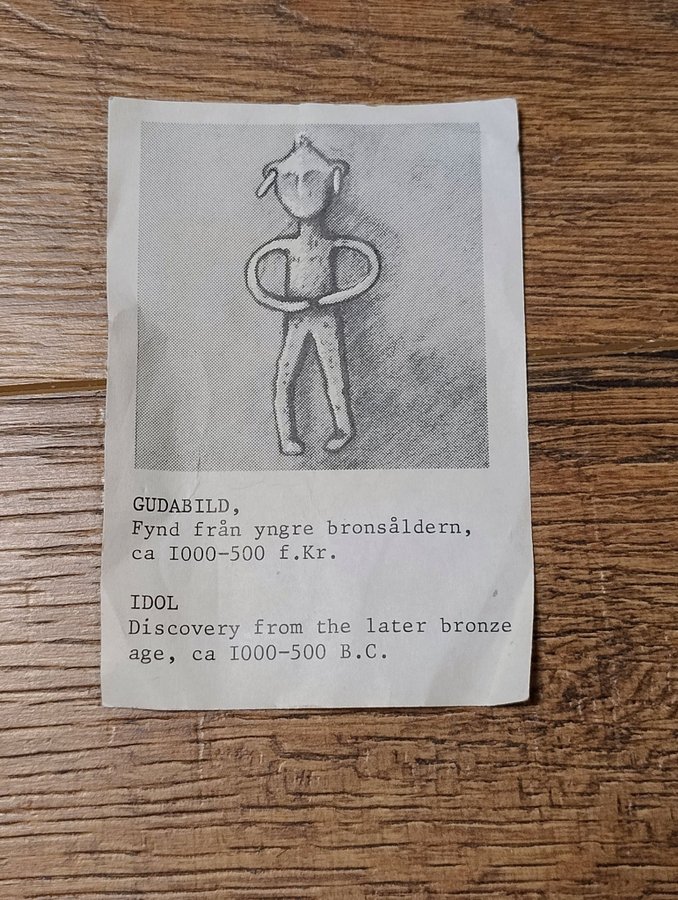 GUDABILD,
Fynd från yngre bronsåldern,
ca I000-500 f.Kr.
IDOL
Discovery from the later bronze
age, ca I000-500 B.C.